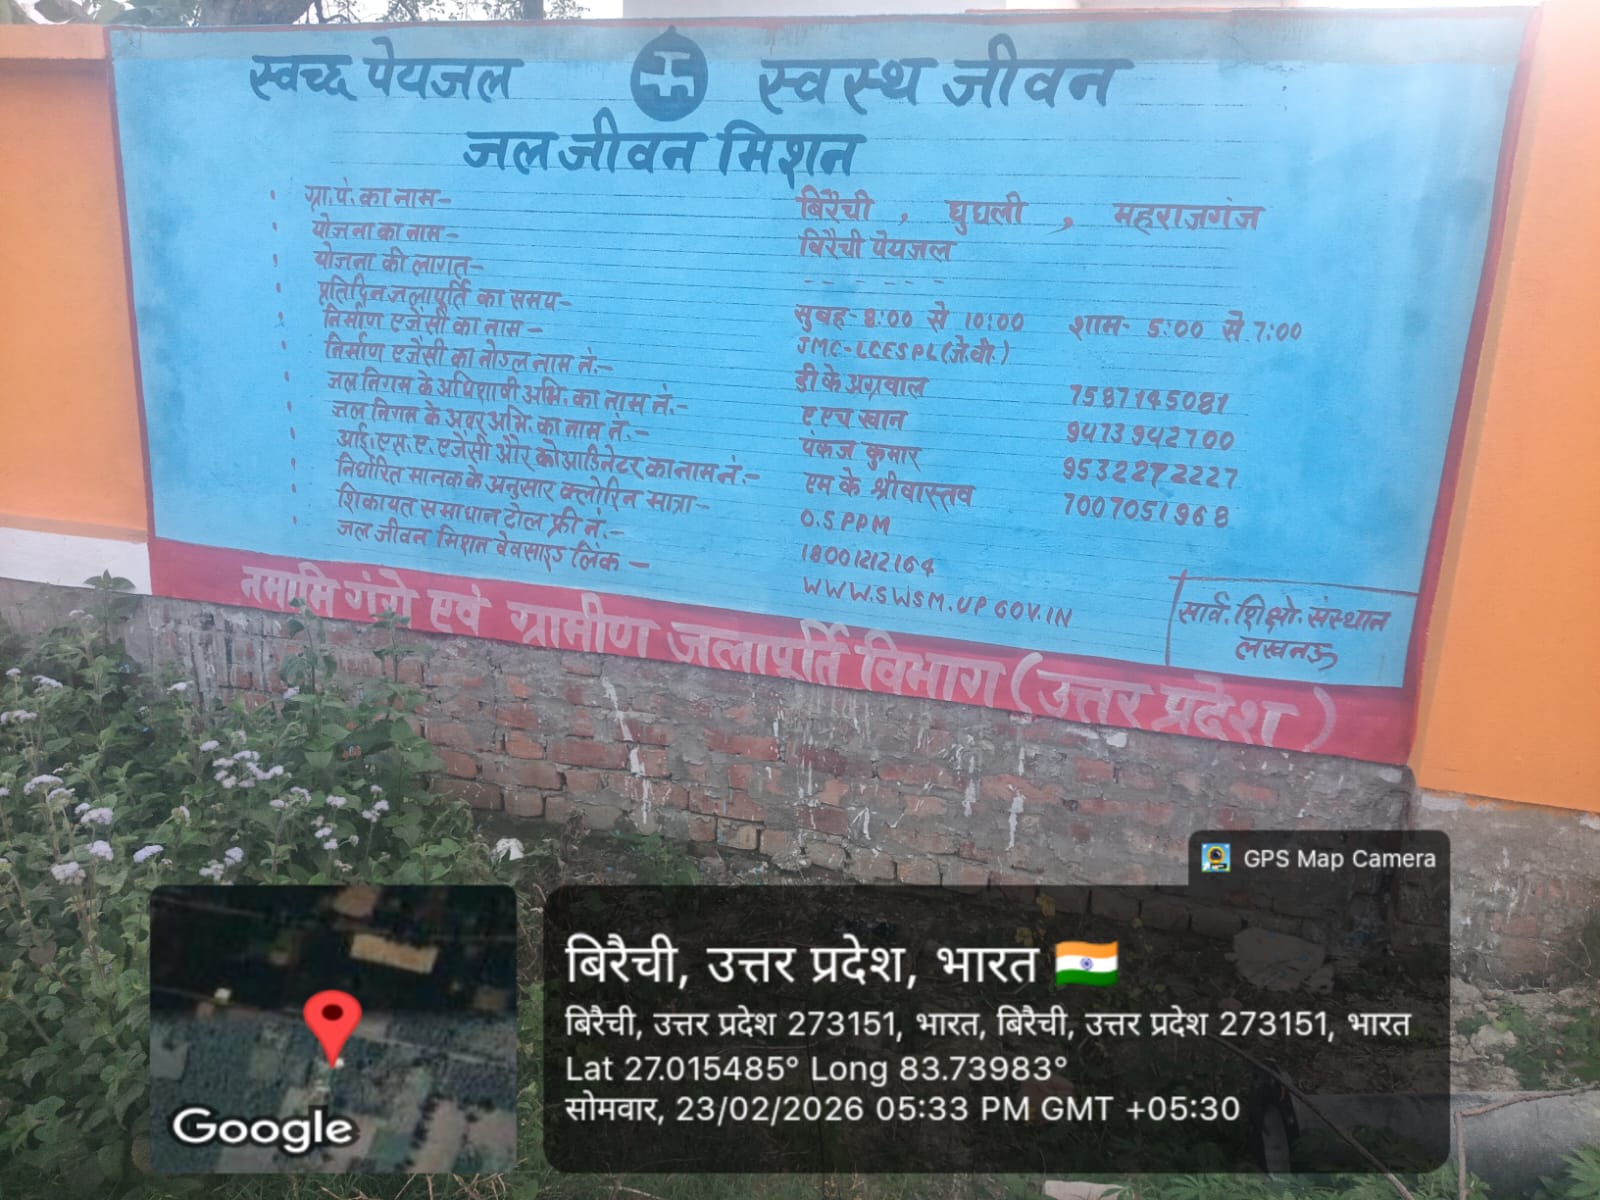 स्वच्छ पेयजल स्वस्थ जीवन
जल जीवन मिशन
ग्रा.पं. का नाम- बिरैची , घुघली , महराजगंज
योजना का नाम- बिरैची पेयजल
योजना की लागत- - - - - - -
प्रतिदिन जलापूर्ति का समय- सुबह- 8:00 से 10:00 शाम- 5:00 से 7:00
निर्माण एजेंसी का नाम - JMC-LCESPL(जे.वी.)
निर्माण एजेंसी का नोडल नाम नं.- डी के अग्रवाल 7587145081
जल निगम के अधिशाषी अभि. का नाम नं.- ए एच खान 9473942700
जल निगम के अवर अभि. का नाम नं.- पंकज कुमार 9532272227
आई.एस.ए. एजेंसी और कोआडिनेटर का नाम नं.- एम के श्रीवास्तव 7007051968
निर्धारित मानक के अनुसार क्लोरिन मात्रा- 0.5 PPM
शिकायत समाधान टोल फ्री नं.- 18001212164
जल जीवन मिशन वेवसाइड लिंक - WWW.SWSM.UP GOV.IN
सार्व. शिक्षो. संस्थान
लखनऊ
नमामि गंगे एवं ग्रामीण जलापूर्ति विभाग (उत्तर प्रदेश)
GPS Map Camera
बिरैची, उत्तर प्रदेश, भारत
बिरैची, उत्तर प्रदेश 273151, भारत, बिरैची, उत्तर प्रदेश 273151, भारत
Lat 27.015485° Long 83.73983°
सोमवार, 23/02/2026 05:33 PM GMT +05:30
Google